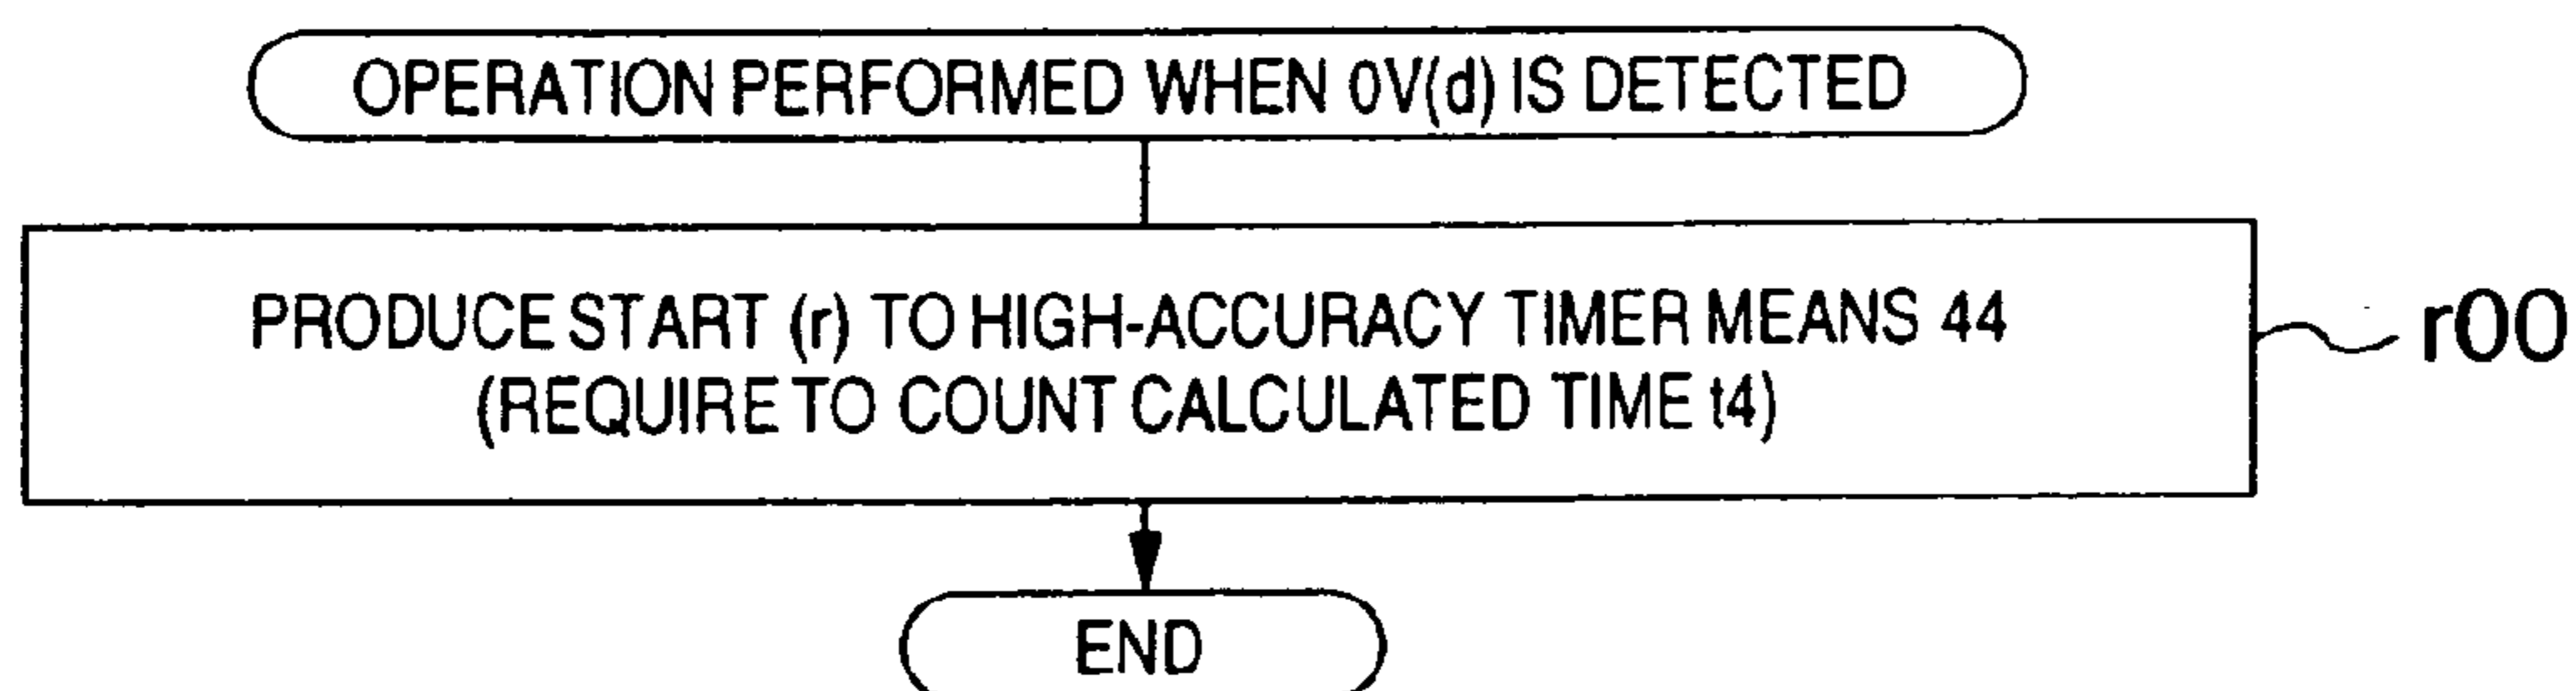 OPERATION PERFORMED WHEN 0V(d) IS DETECTED
PRODUCE START (r) TO HIGH-ACCURACY TIMER MEANS 44
(REQUIRE TO COUNT CALCULATED TIME t4)
r00
END